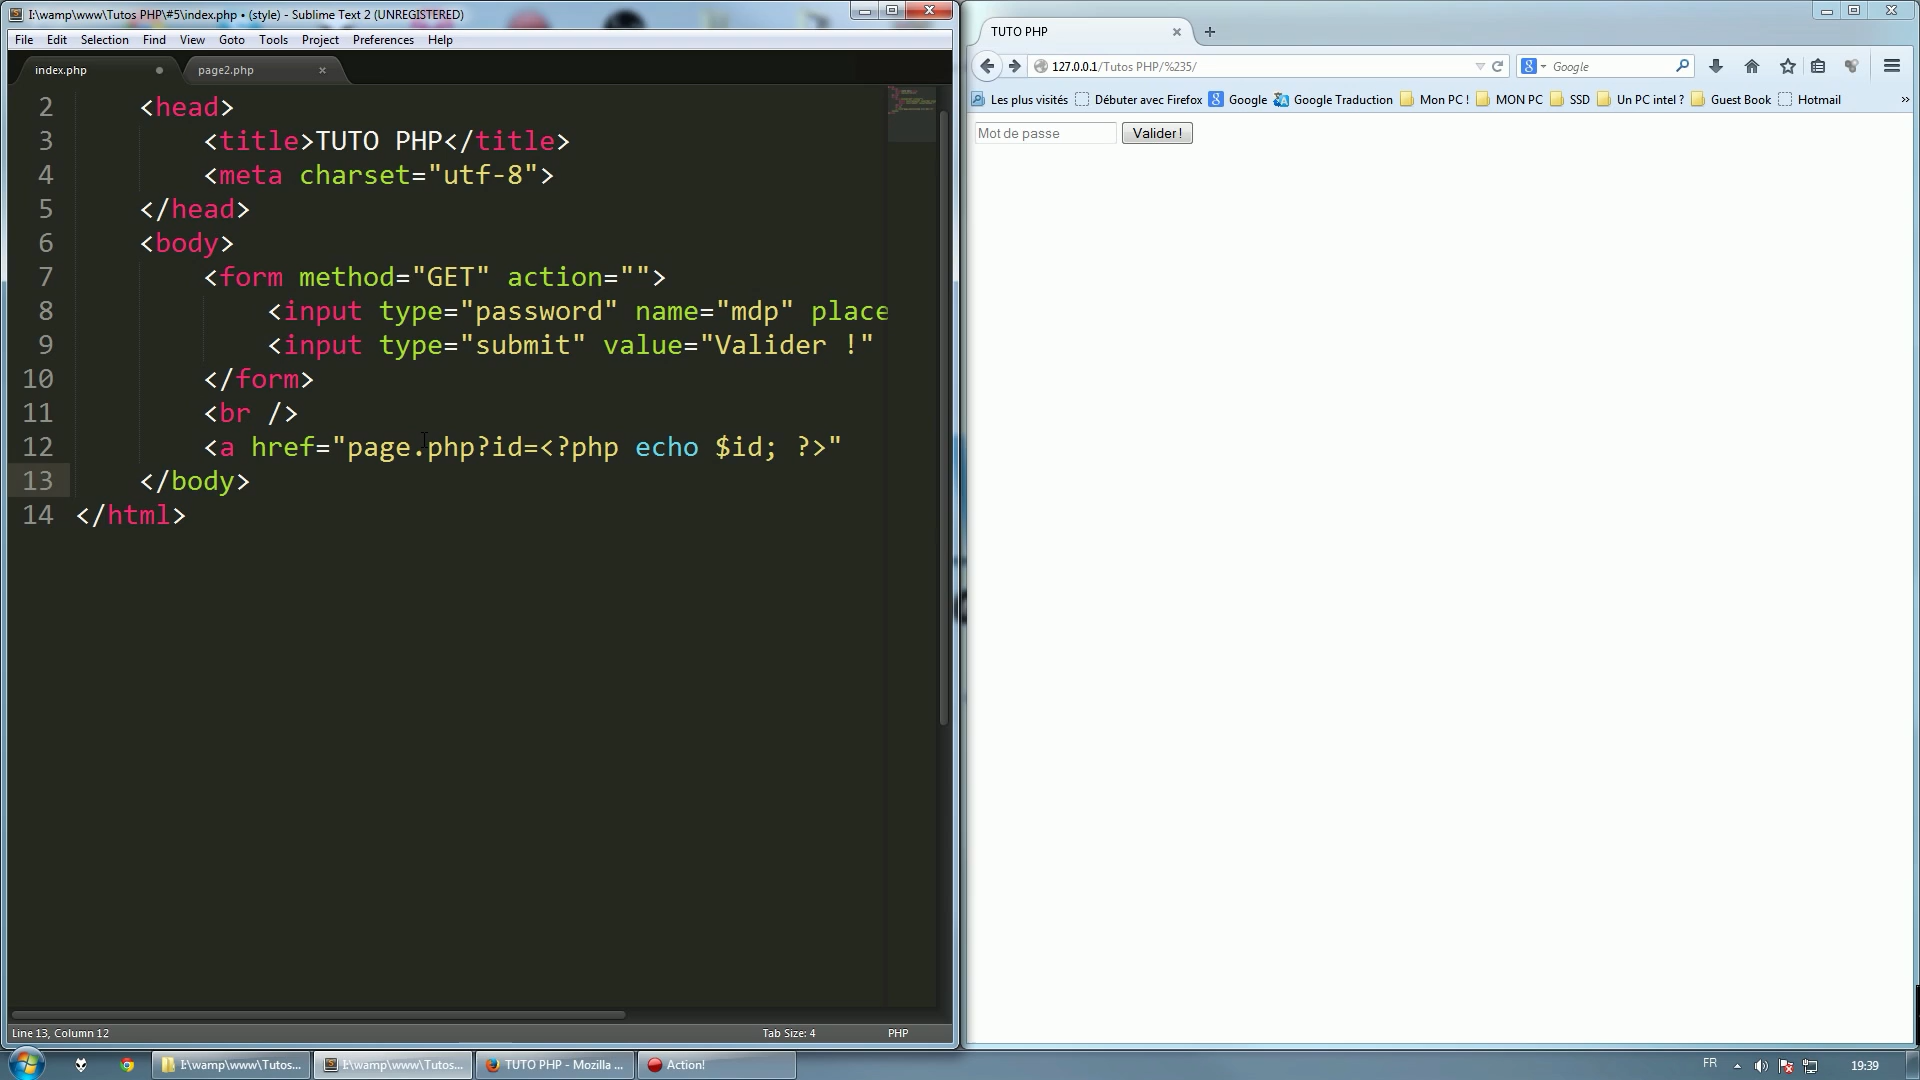 I:\wamp\www\Tutos PHP\#5\index.php • (style) - Sublime Text 2 (UNREGISTERED)
File Edit Selection Find View Goto Tools Project Preferences Help
index.php
page2.php
2 <head>
3 <title>TUTO PHP</title>
4 <meta charset="utf-8">
5 </head>
6 <body>
7 <form method="GET" action="">
8 <input type="password" name="mdp" place
9 <input type="submit" value="Valider !"
10 </form>
11 <br />
12 <a href="page.php?id=<?php echo $id; ?>"
13 </body>
14 </html>
Line 13, Column 12
Tab Size: 4
PHP
TUTO PHP
127.0.0.1/Tutos PHP/%235/
Google
Les plus visités Débuter avec Firefox Google Google Traduction Mon PC ! MON PC SSD Un PC intel ? Guest Book Hotmail »
Mot de passe
Valider !
I:\wamp\www\Tutos...
I:\wamp\www\Tutos...
TUTO PHP - Mozilla ...
Action!
FR
19:39